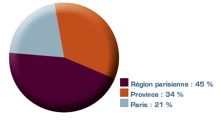 Région parisienne : 45 %
Province : 34 %
Paris : 21 %